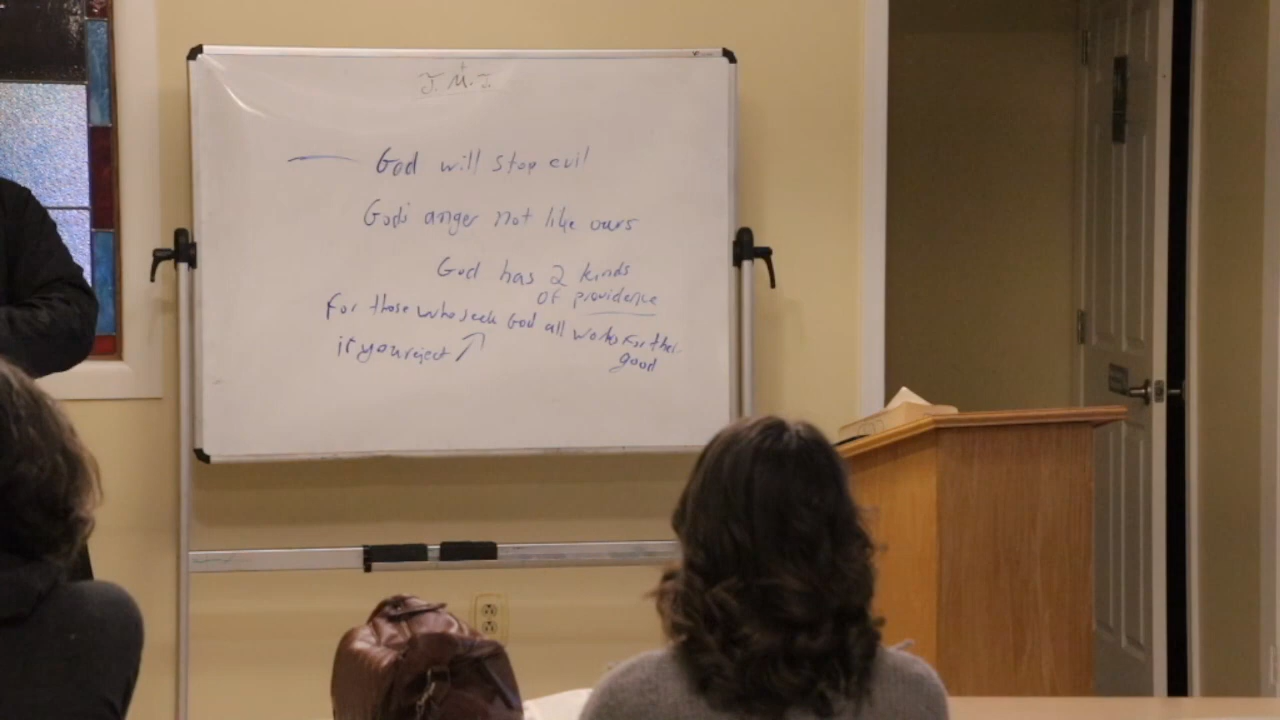 J.M.J.
God will stop evil
God's anger not like ours
God has 2 kinds
of providence
For those who seek God all works for their
good
if you reject ↗